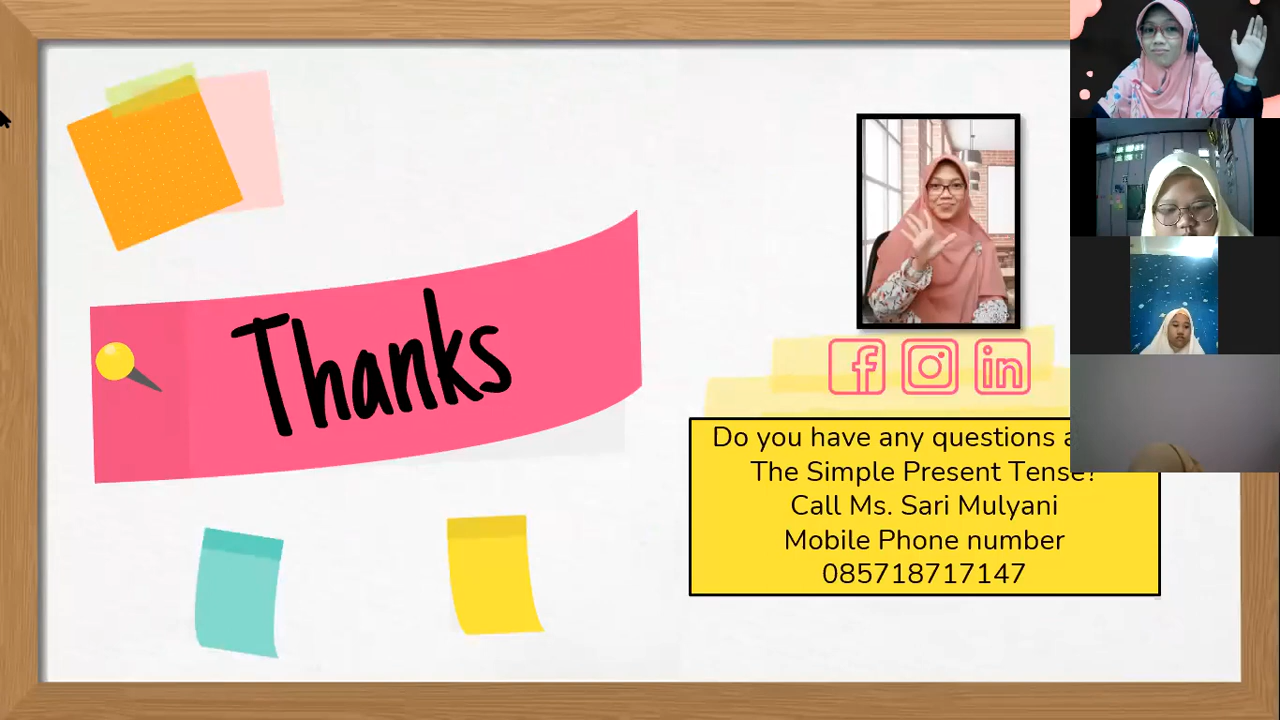 Thanks
Do you have any questions
The Simple Present Tense?
Call Ms. Sari Mulyani
Mobile Phone number
085718717147